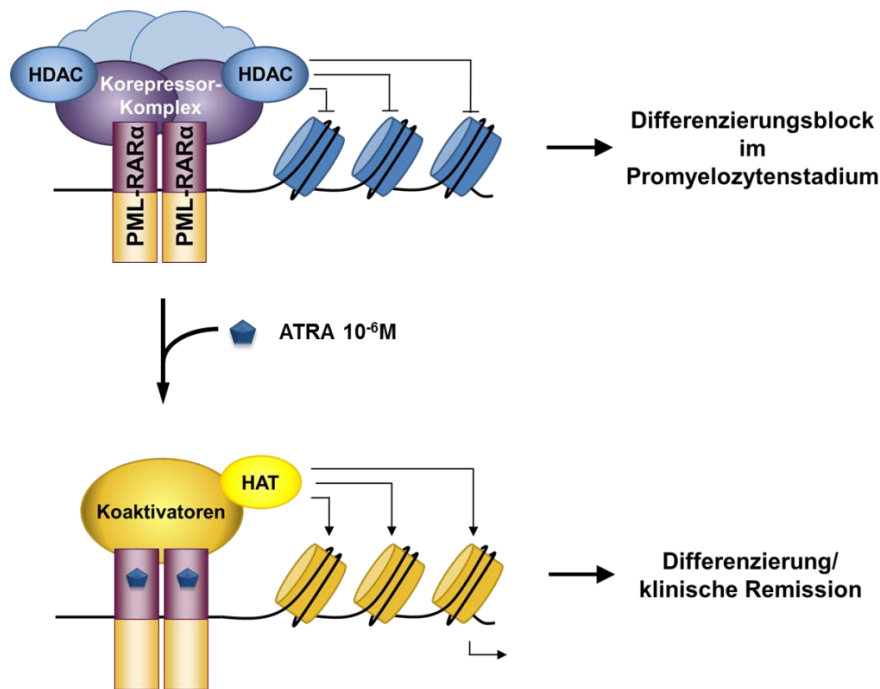 HDAC
HDAC
Korepressor-
Komplex
PML-RARα
PML-RARα
Differenzierungsblock
im
Promyelozytenstadium
ATRA 10⁻⁶M
HAT
Koaktivatoren
Differenzierung/
klinische Remission